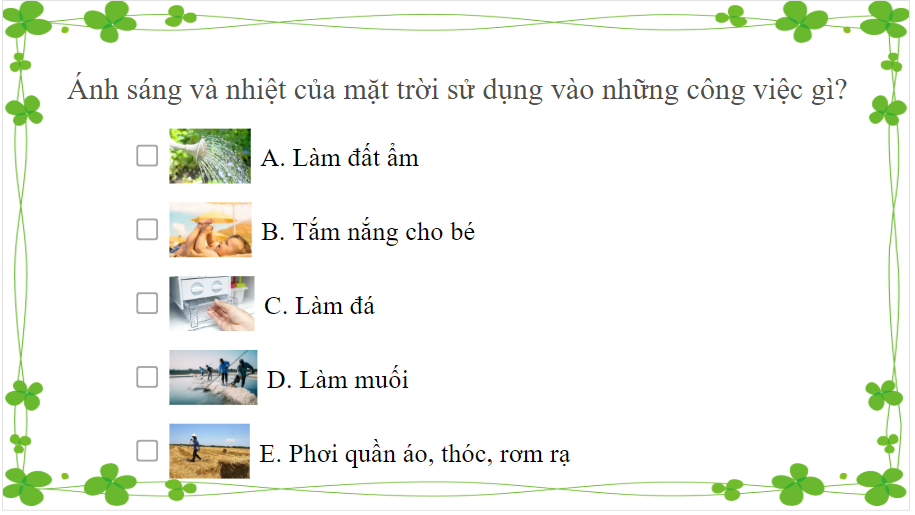 Ánh sáng và nhiệt của mặt trời sử dụng vào những công việc gì?
A. Làm đất ẩm
B. Tắm nắng cho bé
C. Làm đá
D. Làm muối
E. Phơi quần áo, thóc, rơm rạ